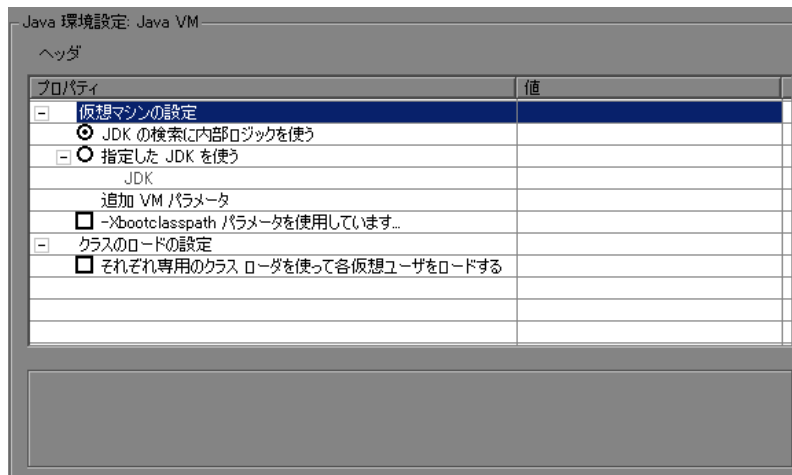 Java 環境設定: Java VM
ヘッダ
プロパティ 値
仮想マシンの設定
JDK の検索に内部ロジックを使う
指定した JDK を使う
JDK
追加 VM パラメータ
-Xbootclasspath パラメータを使用しています...
クラスのロードの設定
それぞれ専用のクラス ローダを使って各仮想ユーザをロードする